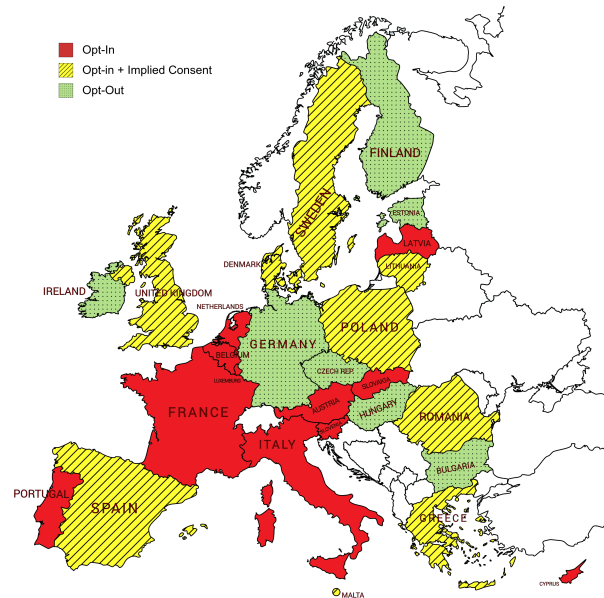 Opt-In
Opt-in + Implied Consent
Opt-Out
FINLAND
SWEDEN
ESTONIA
LATVIA
LITHUANIA
DENMARK
IRELAND
UNITED KINGDOM
NETHERLANDS
POLAND
GERMANY
BELGIUM
CZECH REP.
LUXEMBURG
SLOVAKIA
AUSTRIA
HUNGARY
FRANCE
ROMANIA
SLOVENIA
ITALY
BULGARIA
PORTUGAL
SPAIN
GREECE
CYPRUS
MALTA